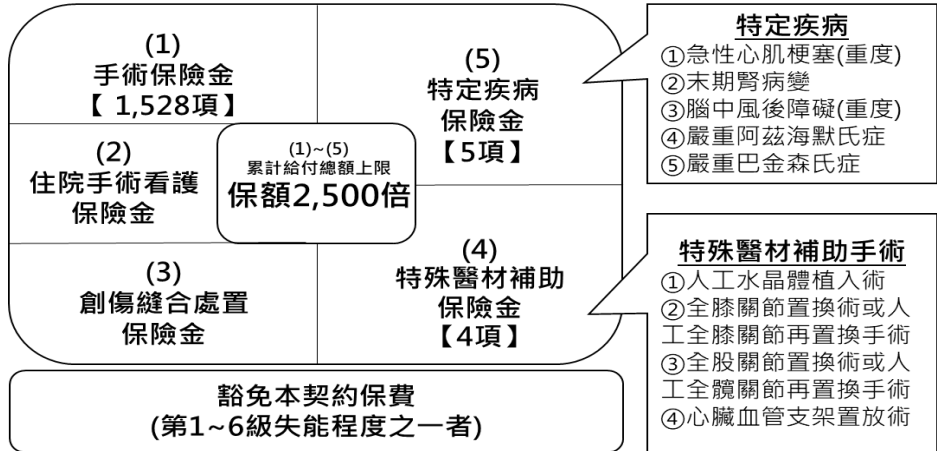 (1)
手術保險金
【 1,528項】
(2)
住院手術看護
保險金
(3)
創傷縫合處置
保險金
(1)~(5)
累計給付總額上限
保額2,500倍
(5)
特定疾病
保險金
【5項】
(4)
特殊醫材補助
保險金
【4項】
豁免本契約保費
(第1~6級失能程度之一者)
特定疾病
①急性心肌梗塞(重度)
②末期腎病變
③腦中風後障礙(重度)
④嚴重阿茲海默氏症
⑤嚴重巴金森氏症
特殊醫材補助手術
①人工水晶體植入術
②全膝關節置換術或人
工全膝關節再置換手術
③全股關節置換術或人
工全髖關節再置換手術
④心臟血管支架置放術